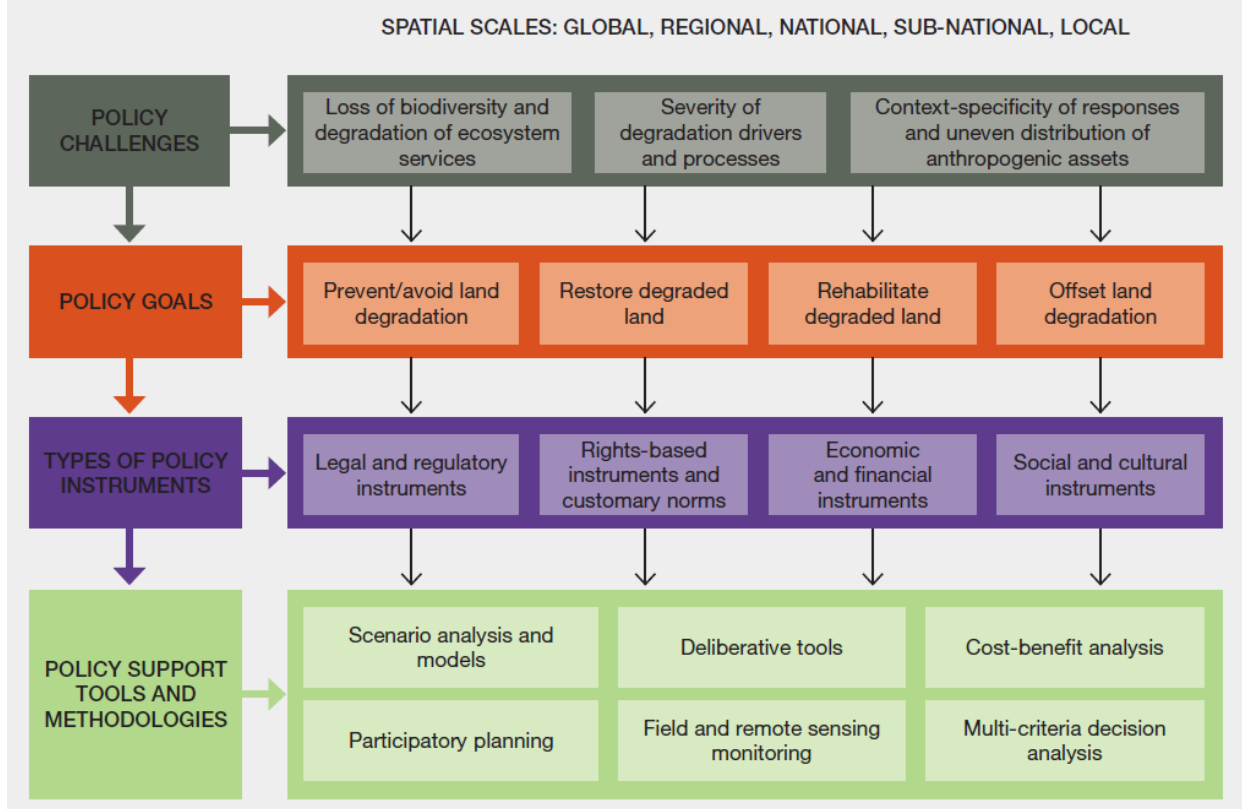 SPATIAL SCALES: GLOBAL, REGIONAL, NATIONAL, SUB-NATIONAL, LOCAL
POLICY
CHALLENGES
Loss of biodiversity and
degradation of ecosystem
services
Severity of
degradation drivers
and processes
Context-specificity of responses
and uneven distribution of
anthropogenic assets
POLICY GOALS
Prevent/avoid land
degradation
Restore degraded
land
Rehabilitate
degraded land
Offset land
degradation
TYPES OF POLICY
INSTRUMENTS
Legal and regulatory
instruments
Rights-based
instruments and
customary norms
Economic
and financial
instruments
Social and cultural
instruments
POLICY SUPPORT
TOOLS AND
METHODOLOGIES
Scenario analysis and
models
Deliberative tools
Cost-benefit analysis
Participatory planning
Field and remote sensing
monitoring
Multi-criteria decision
analysis